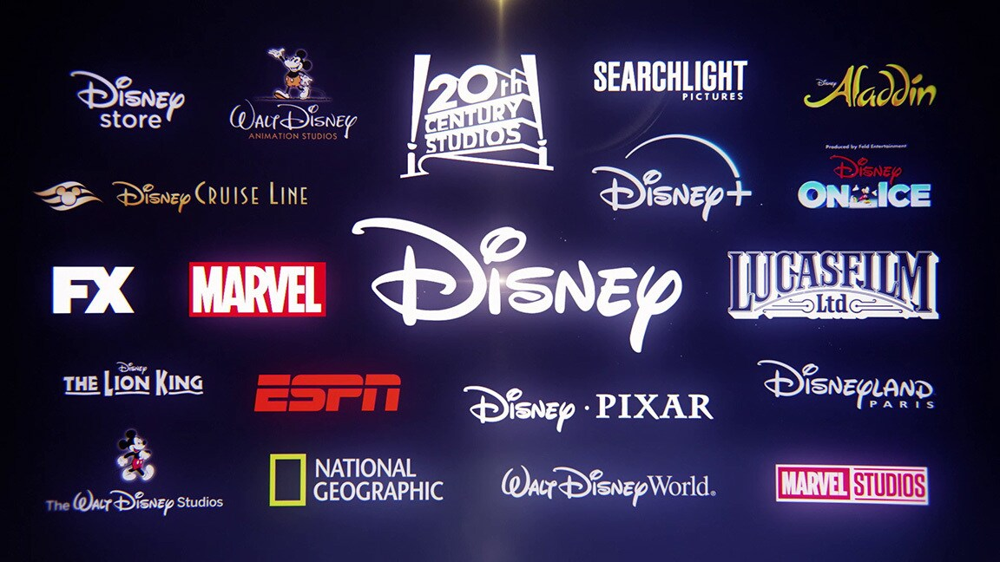 Disney
store
WALT DISNEY
ANIMATION STUDIOS
20th
CENTURY
STUDIOS
SEARCHLIGHT
PICTURES
Disney
Aladdin
Disney CRUISE LINE
Disney+
Produced by Feld Entertainment
Disney
ON ICE
FX
MARVEL
Disney
LUCASFILM
Ltd
Disney
THE LION KING
ESPN
Disney · PIXAR
DISNEYLAND
PARIS
The WALT DISNEY Studios
NATIONAL
GEOGRAPHIC
WALT DISNEY World®
MARVEL STUDIOS